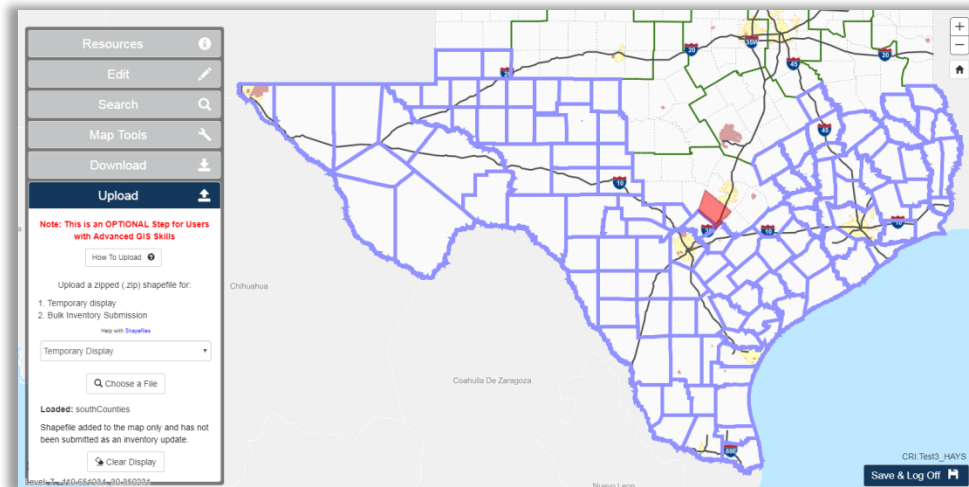 Resources
Edit
Search
Map Tools
Download
Upload
Note: This is an OPTIONAL Step for Users
with Advanced GIS Skills
How To Upload
Upload a zipped (.zip) shapefile for:
1. Temporary display
2. Bulk Inventory Submission
Help with Shapefiles
Temporary Display
Choose a File
Loaded: southCounties
Shapefile added to the map only and has not
been submitted as an inventory update.
Clear Display
Chihuahua
Coahuila De Zaragoza
Nuevo Leon
20
35W
45
30
20
45
10
10
69E
CRI.Test3_HAYS
Save & Log Off